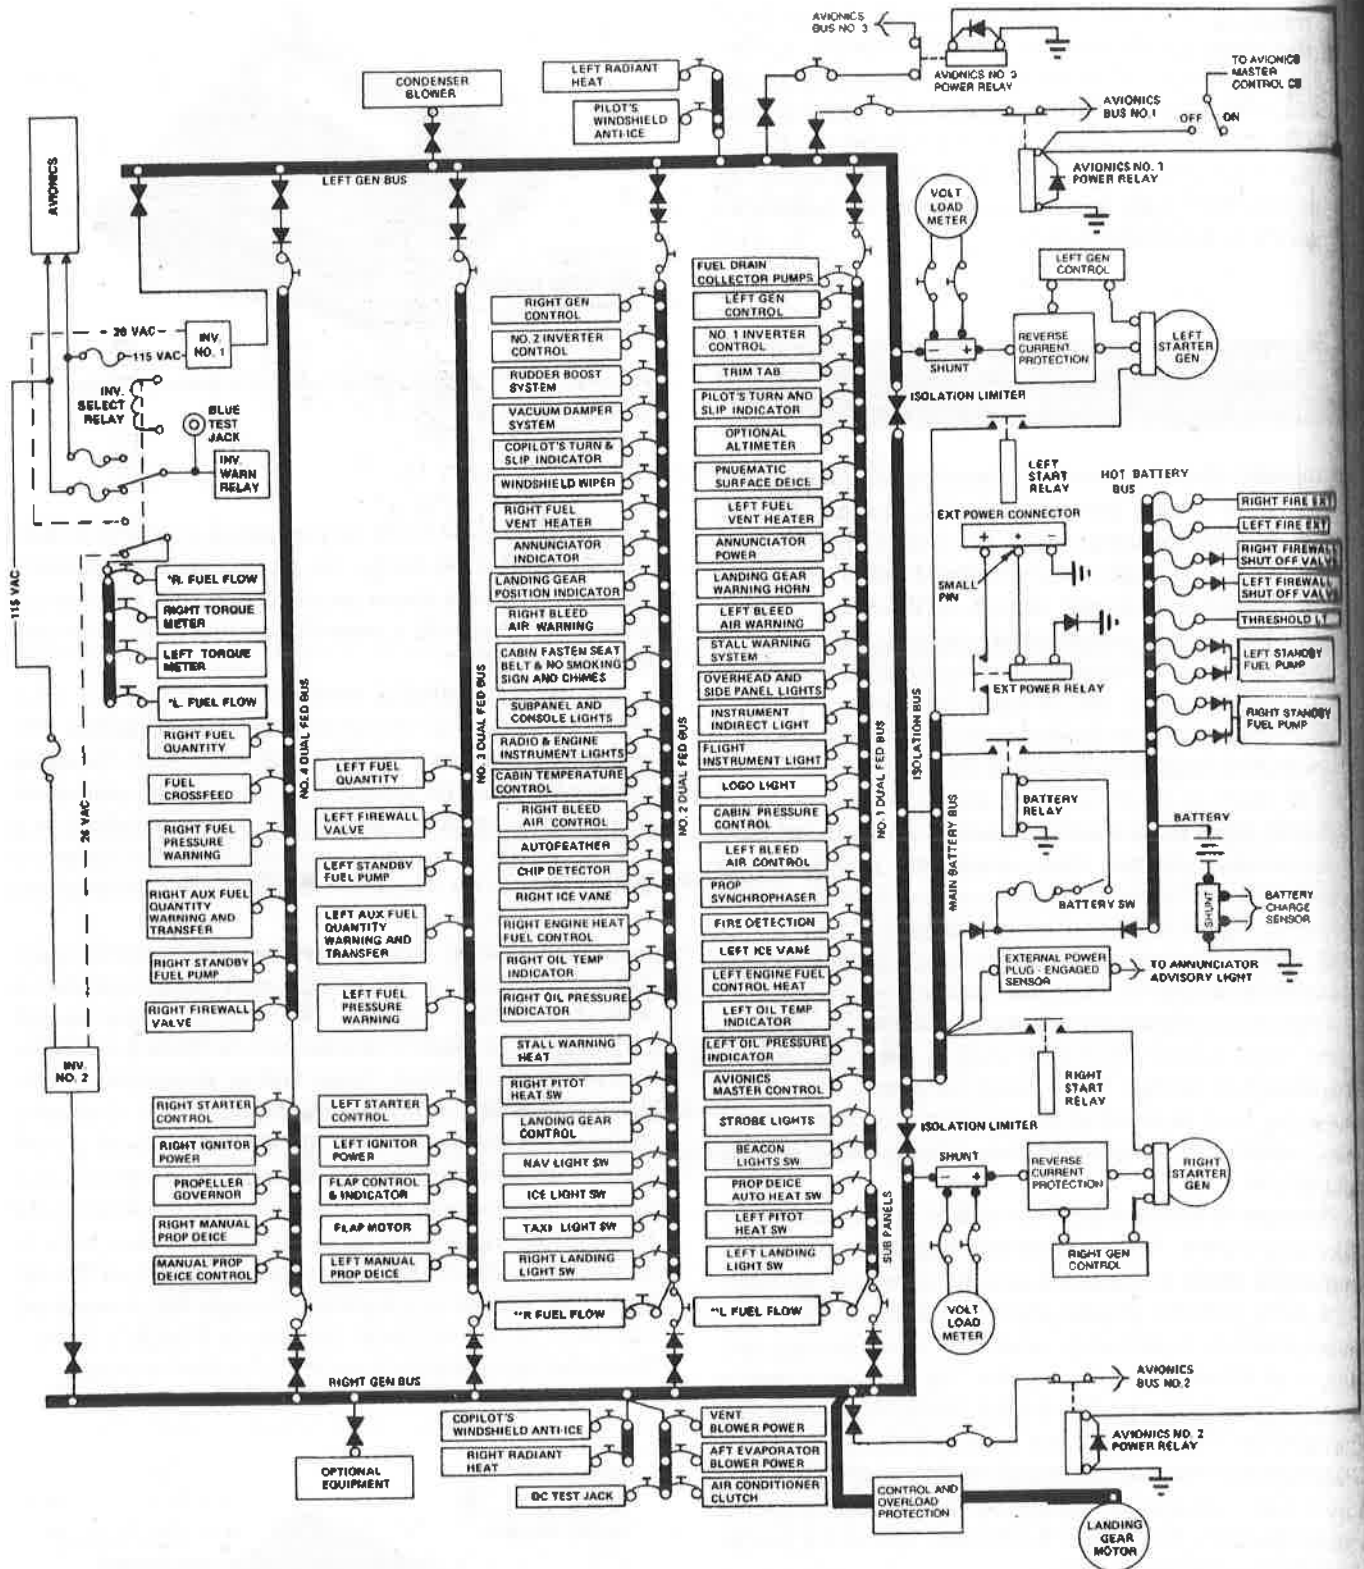 AVIONICS
BUS NO. 3
AVIONICS NO. 3
POWER RELAY
TO AVIONICS
MASTER
CONTROL CB
OFF
ON
LEFT RADIANT
HEAT
CONDENSER
BLOWER
PILOT'S
WINDSHIELD
ANTI-ICE
AVIONICS
BUS NO.1
AVIONICS NO. 1
POWER RELAY
AVIONICS
LEFT GEN BUS
VOLT
LOAD
METER
LEFT GEN
CONTROL
REVERSE
CURRENT
PROTECTION
LEFT
STARTER
GEN
SHUNT
ISOLATION LIMITER
26 VAC
INV.
NO. 1
115 VAC
INV.
SELECT
RELAY
BLUE
TEST
JACK
INV.
WARN
RELAY
115 VAC
26 VAC
*R. FUEL FLOW
RIGHT TORQUE
METER
LEFT TORQUE
METER
*L. FUEL FLOW
INV.
NO. 2
NO. 4 DUAL FED BUS
RIGHT FUEL
QUANTITY
FUEL
CROSSFEED
RIGHT FUEL
PRESSURE
WARNING
RIGHT AUX FUEL
QUANTITY
WARNING AND
TRANSFER
RIGHT STANDBY
FUEL PUMP
RIGHT FIREWALL
VALVE
RIGHT STARTER
CONTROL
RIGHT IGNITOR
POWER
PROPELLER
GOVERNOR
RIGHT MANUAL
PROP DEICE
MANUAL PROP
DEICE CONTROL
NO. 3 DUAL FED BUS
LEFT FUEL
QUANTITY
LEFT FIREWALL
VALVE
LEFT STANDBY
FUEL PUMP
LEFT AUX FUEL
QUANTITY
WARNING AND
TRANSFER
LEFT FUEL
PRESSURE
WARNING
LEFT STARTER
CONTROL
LEFT IGNITOR
POWER
FLAP CONTROL
& INDICATOR
FLAP MOTOR
LEFT MANUAL
PROP DEICE
NO. 2 DUAL FED BUS
RIGHT GEN
CONTROL
NO. 2 INVERTER
CONTROL
RUDDER BOOST
SYSTEM
VACUUM DAMPER
SYSTEM
COPILOT'S TURN &
SLIP INDICATOR
WINDSHIELD WIPER
RIGHT FUEL
VENT HEATER
ANNUNCIATOR
INDICATOR
LANDING GEAR
POSITION INDICATOR
RIGHT BLEED
AIR WARNING
CABIN FASTEN SEAT
BELT & NO SMOKING
SIGN AND CHIMES
SUBPANEL AND
CONSOLE LIGHTS
RADIO & ENGINE
INSTRUMENT LIGHTS
CABIN TEMPERATURE
CONTROL
RIGHT BLEED
AIR CONTROL
AUTOFEATHER
CHIP DETECTOR
RIGHT ICE VANE
RIGHT ENGINE HEAT
FUEL CONTROL
RIGHT OIL TEMP
INDICATOR
RIGHT OIL PRESSURE
INDICATOR
STALL WARNING
HEAT
RIGHT PITOT
HEAT SW
LANDING GEAR
CONTROL
NAV LIGHT SW
ICE LIGHT SW
TAXI LIGHT SW
RIGHT LANDING
LIGHT SW
**R FUEL FLOW
NO. 1 DUAL FED BUS
FUEL DRAIN
COLLECTOR PUMPS
LEFT GEN
CONTROL
NO. 1 INVERTER
CONTROL
TRIM TAB
PILOT'S TURN AND
SLIP INDICATOR
OPTIONAL
ALTIMETER
PNUEMATIC
SURFACE DEICE
LEFT FUEL
VENT HEATER
ANNUNCIATOR
POWER
LANDING GEAR
WARNING HORN
LEFT BLEED
AIR WARNING
STALL WARNING
SYSTEM
OVERHEAD AND
SIDE PANEL LIGHTS
INSTRUMENT
INDIRECT LIGHT
FLIGHT
INSTRUMENT LIGHT
LOGO LIGHT
CABIN PRESSURE
CONTROL
LEFT BLEED
AIR CONTROL
PROP
SYNCHROPHASER
FIRE DETECTION
LEFT ICE VANE
LEFT ENGINE FUEL
CONTROL HEAT
LEFT OIL TEMP
INDICATOR
LEFT OIL PRESSURE
INDICATOR
AVIONICS
MASTER CONTROL
STROBE LIGHTS
BEACON
LIGHTS SW
PROP DEICE
AUTO HEAT SW
LEFT PITOT
HEAT SW
LEFT LANDING
LIGHT SW
**L FUEL FLOW
SUB PANELS
ISOLATION BUS
MAIN BATTERY BUS
LEFT
START
RELAY
HOT BATTERY
BUS
EXT POWER CONNECTOR
+ + −
SMALL
PIN
EXT POWER RELAY
RIGHT FIRE EXT
LEFT FIRE EXT
RIGHT FIREWALL
SHUT OFF VALVE
LEFT FIREWALL
SHUT OFF VALVE
THRESHOLD LT
LEFT STANDBY
FUEL PUMP
RIGHT STANDBY
FUEL PUMP
BATTERY
RELAY
BATTERY
BATTERY SW
SHUNT
BATTERY
CHARGE
SENSOR
EXTERNAL POWER
PLUG - ENGAGED
SENSOR
TO ANNUNCIATOR
ADVISORY LIGHT
RIGHT
START
RELAY
ISOLATION LIMITER
SHUNT
REVERSE
CURRENT
PROTECTION
RIGHT
STARTER
GEN
RIGHT GEN
CONTROL
VOLT
LOAD
METER
RIGHT GEN BUS
OPTIONAL
EQUIPMENT
COPILOT'S
WINDSHIELD ANTI-ICE
RIGHT RADIANT
HEAT
DC TEST JACK
VENT
BLOWER POWER
AFT EVAPORATOR
BLOWER POWER
AIR CONDITIONER
CLUTCH
AVIONICS
BUS NO.2
AVIONICS NO. 2
POWER RELAY
CONTROL AND
OVERLOAD
PROTECTION
LANDING
GEAR
MOTOR